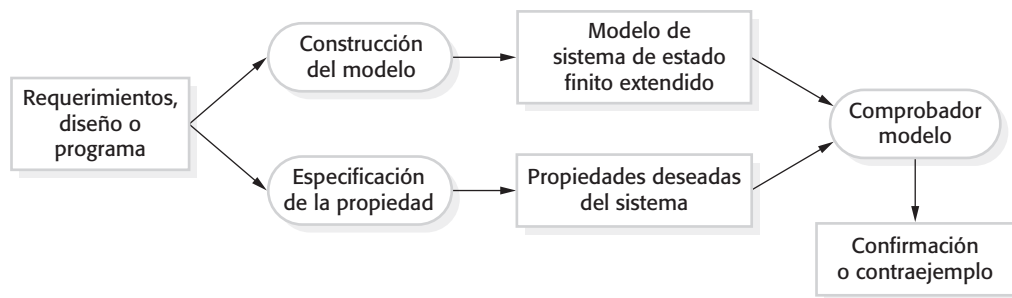 Requerimientos,
diseño o
programa
Construcción
del modelo
Modelo de
sistema de estado
finito extendido
Especificación
de la propiedad
Propiedades deseadas
del sistema
Comprobador
modelo
Confirmación
o contraejemplo